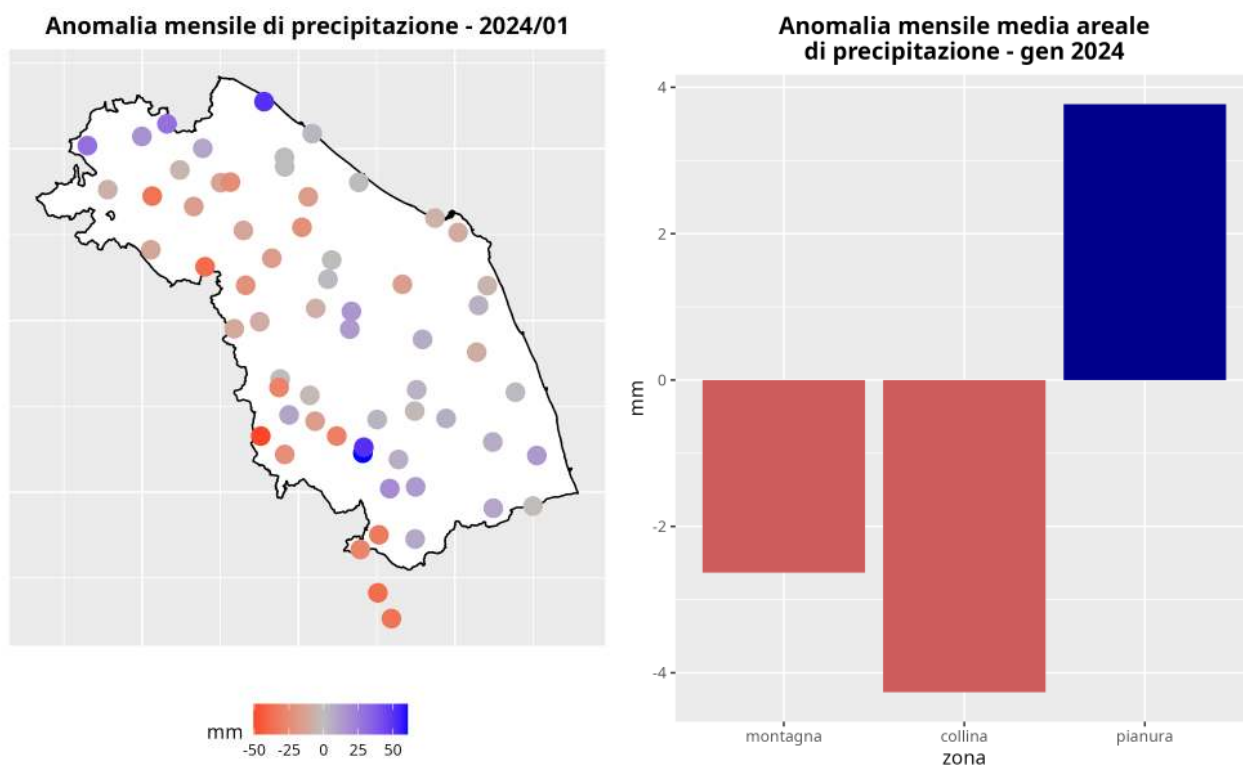 Anomalia mensile di precipitazione - 2024/01
mm
-50 -25 0 25 50
Anomalia mensile media areale
di precipitazione - gen 2024
4
2
0
-2
-4
mm
montagna collina pianura
zona